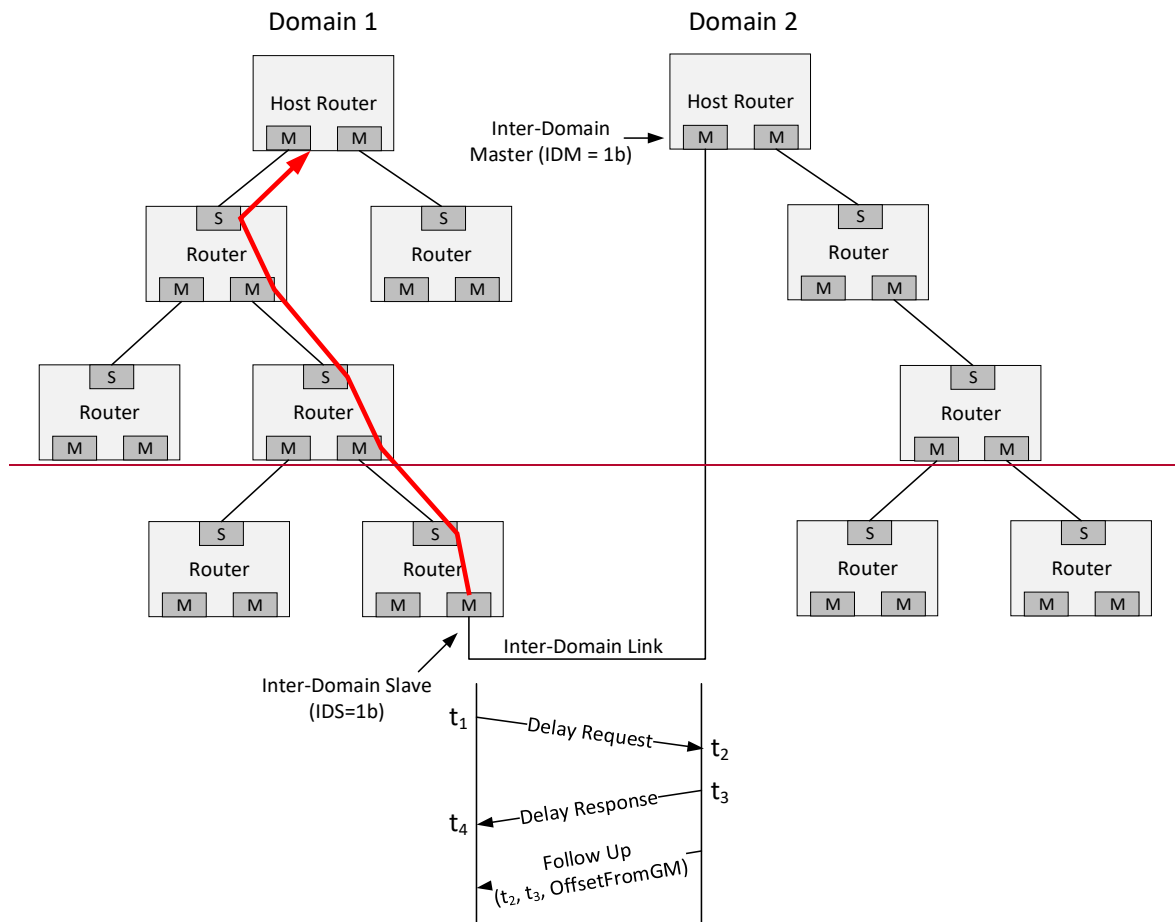 Domain 1
Domain 2
Host Router
M M
Host Router
M M
Inter-Domain
Master (IDM = 1b)
S
Router
M M
S
Router
M M
S
Router
M M
S
Router
M M
S
Router
M M
S
Router
M M
S
Router
M M
S
Router
M M
S
Router
M M
S
Router
M M
Inter-Domain Link
Inter-Domain Slave
(IDS=1b)
t₁
Delay Request
t₂
t₃
Delay Response
t₄
Follow Up
(t₂, t₃, OffsetFromGM)